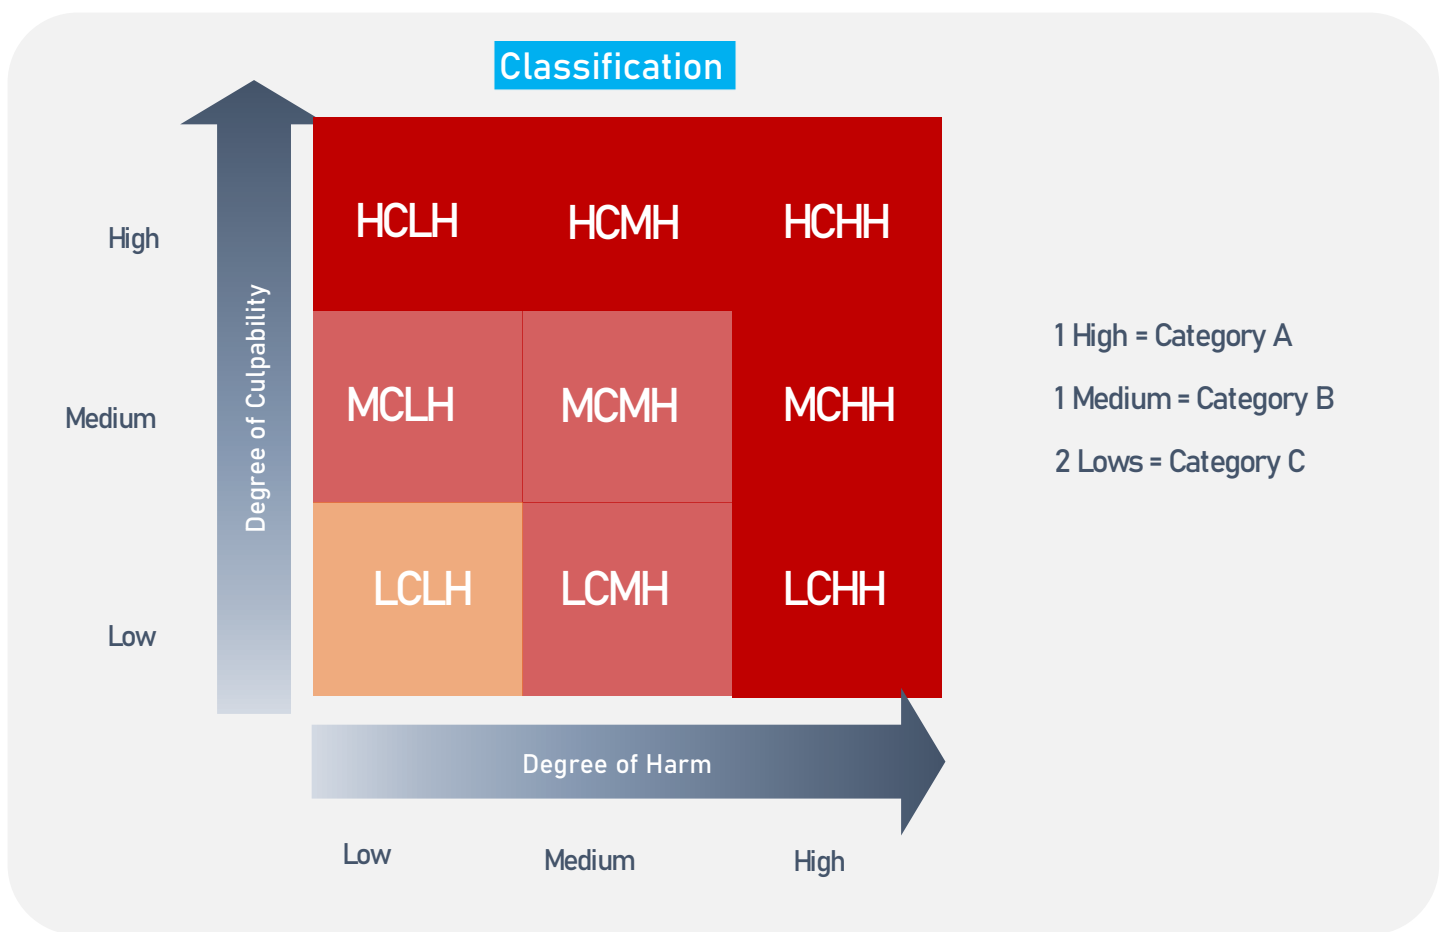 Classification
High
HCLH HCMH HCHH
Degree of Culpability
1 High = Category A
Medium
MCLH MCMH MCHH
1 Medium = Category B
2 Lows = Category C
Low
LCLH LCMH LCHH
Degree of Harm
Low Medium High